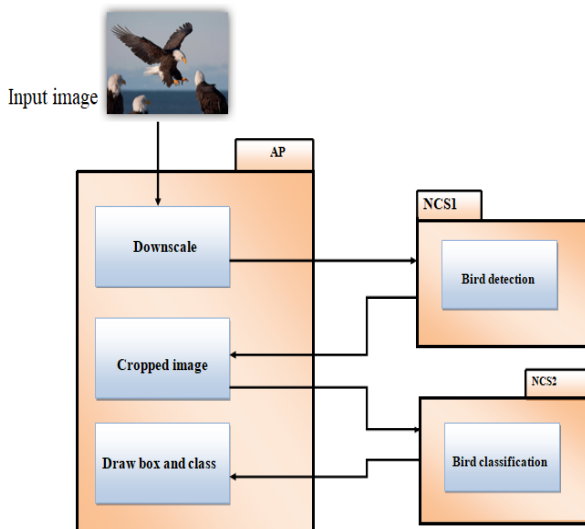 Input image
AP
Downscale
NCS1
Bird detection
Cropped image
NCS2
Draw box and class
Bird classification